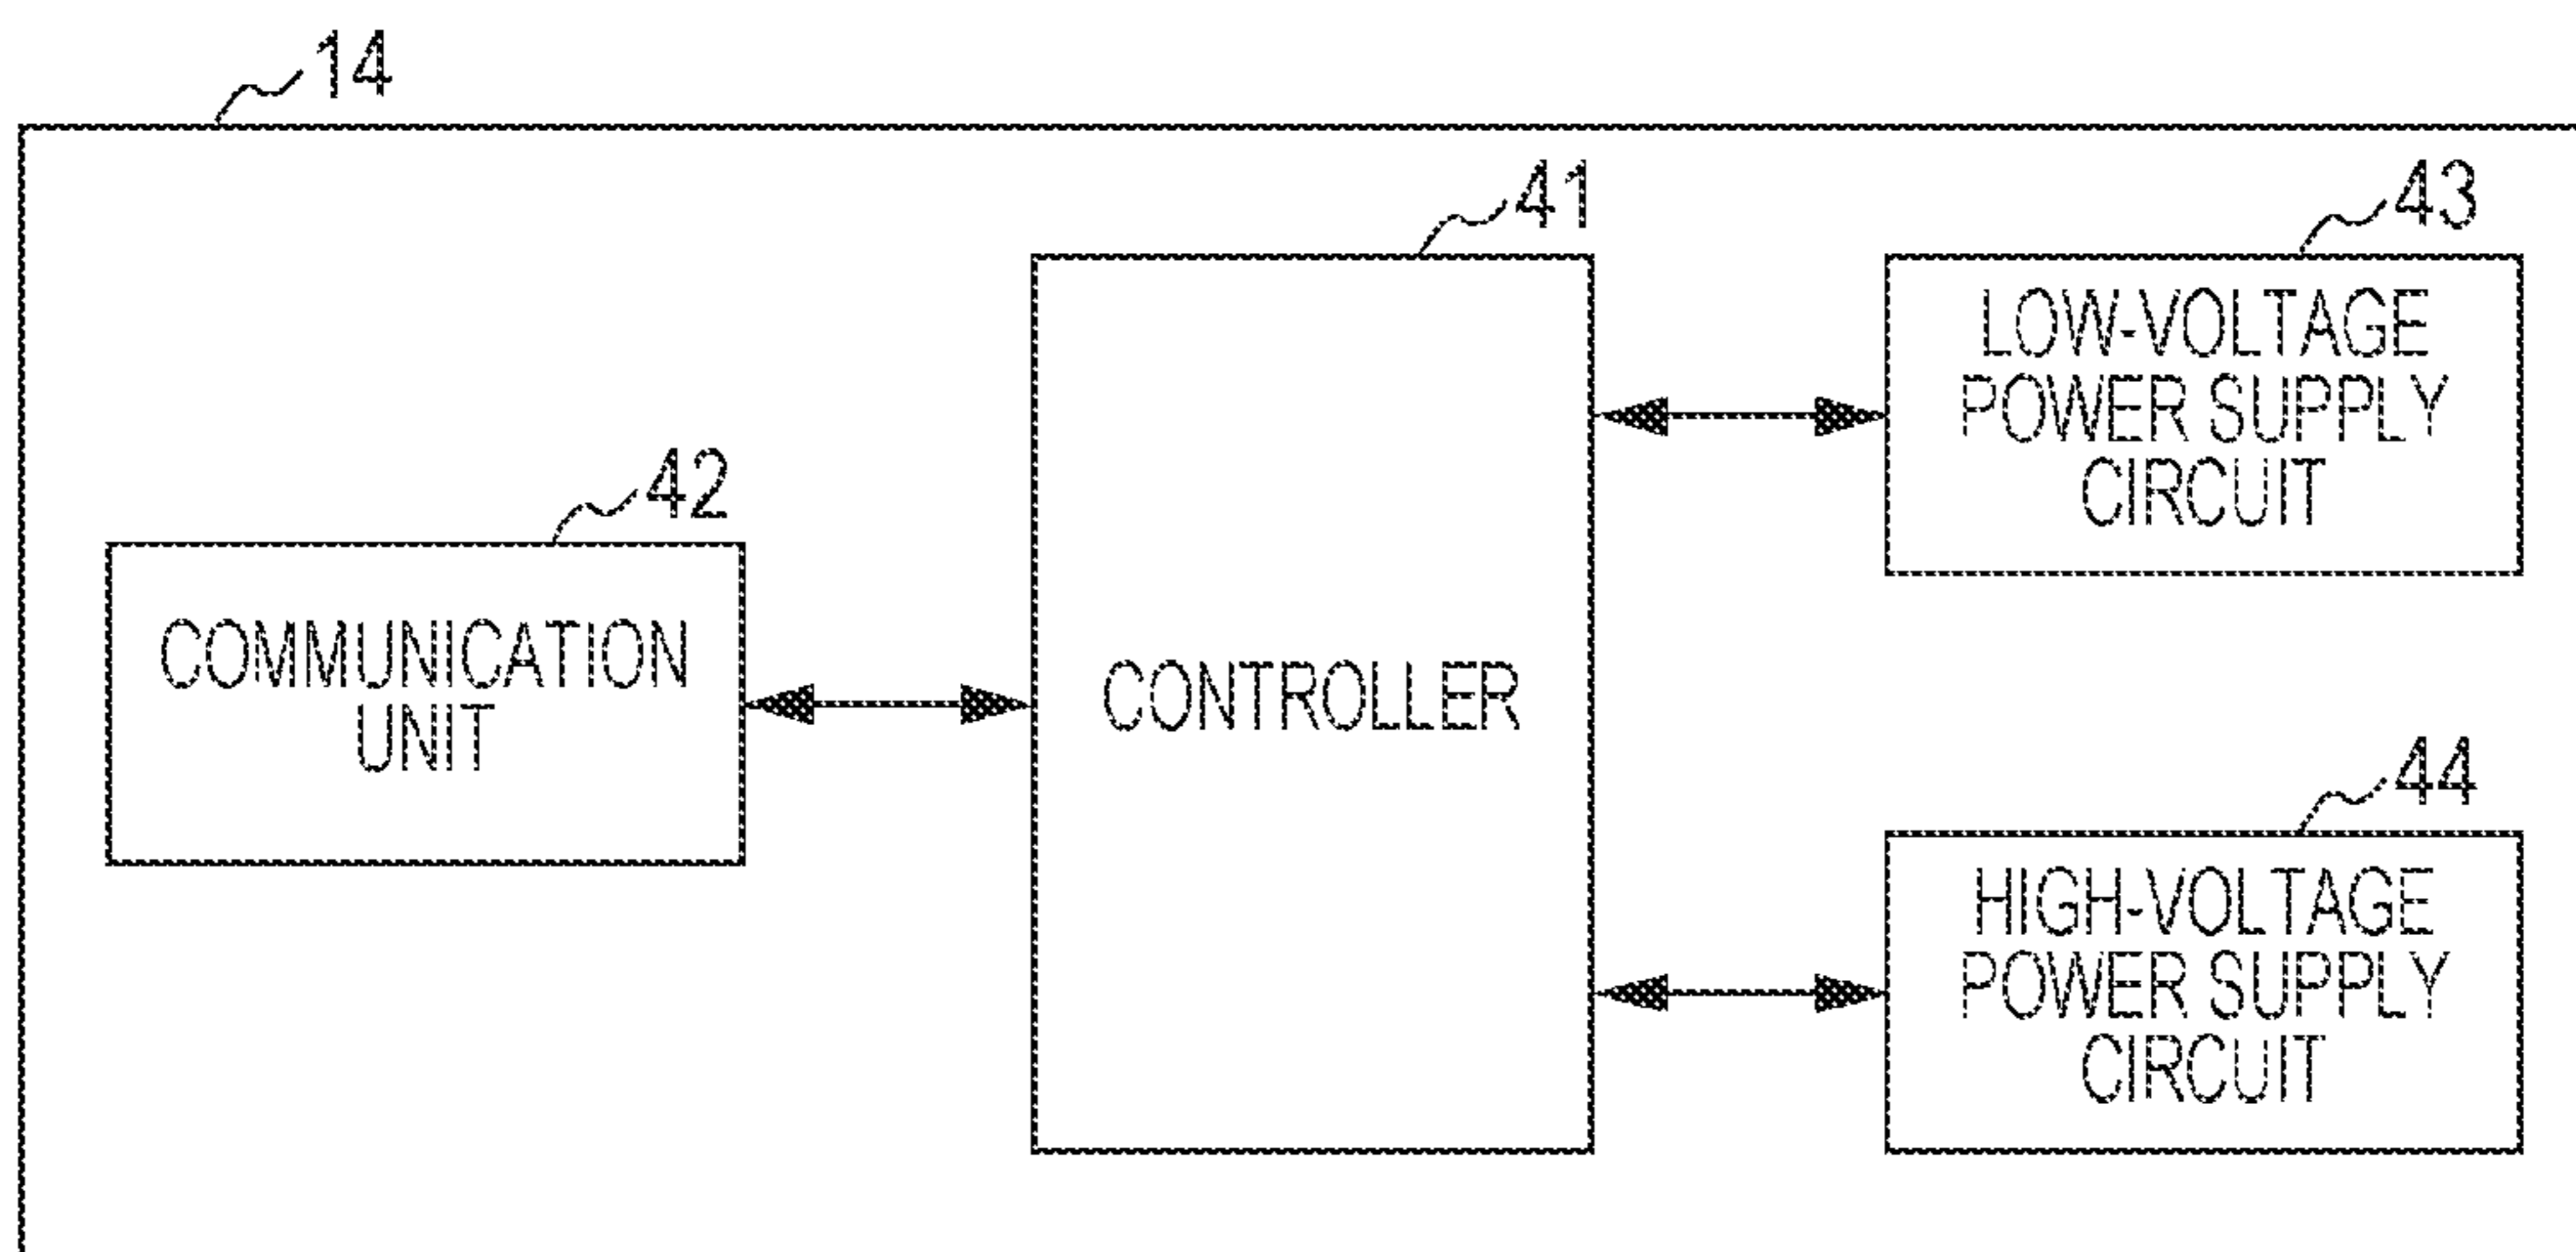 14
41
43
LOW-VOLTAGE
POWER SUPPLY
CIRCUIT
42
COMMUNICATION
UNIT
CONTROLLER
44
HIGH-VOLTAGE
POWER SUPPLY
CIRCUIT